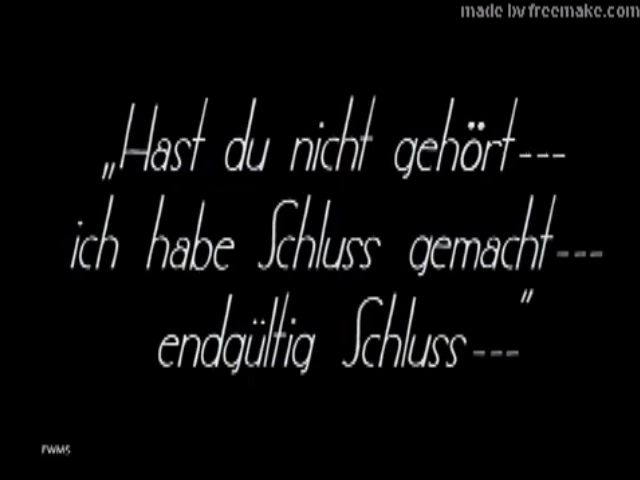 made by freemake.com
„Hast du nicht gehört---
ich habe Schluss gemacht---
endgültig Schluss---”
FWMS